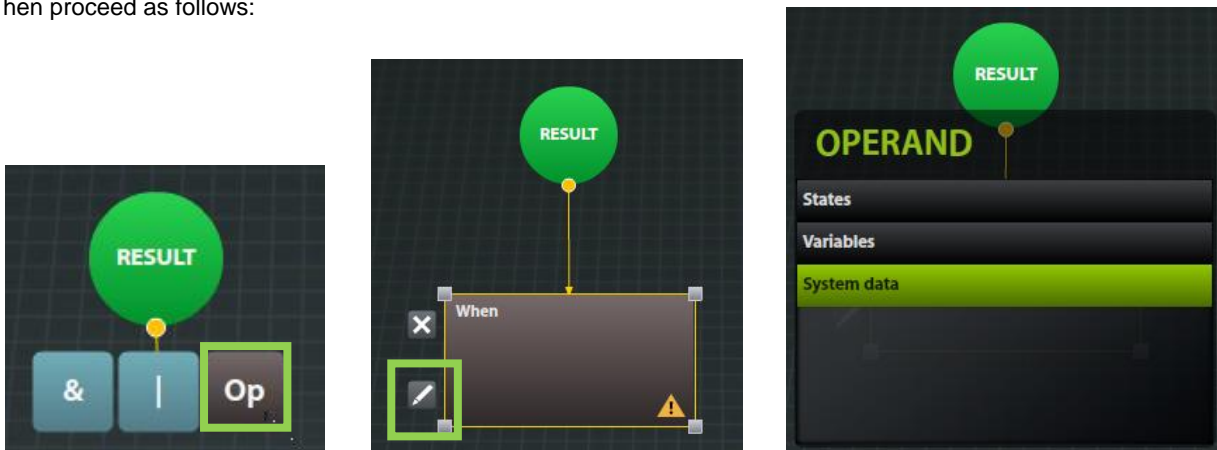 hen proceed as follows:
RESULT
& | Op
RESULT
When
RESULT
OPERAND
States
Variables
System data